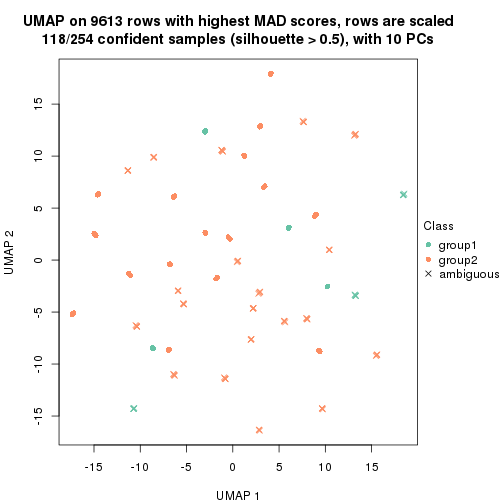 UMAP on 9613 rows with highest MAD scores, rows are scaled
118/254 confident samples (silhouette > 0.5), with 10 PCs
UMAP 2
15
10
5
0
-5
-10
-15
-15
-10
-5
0
5
10
15
UMAP 1
Class
group1
group2
ambiguous